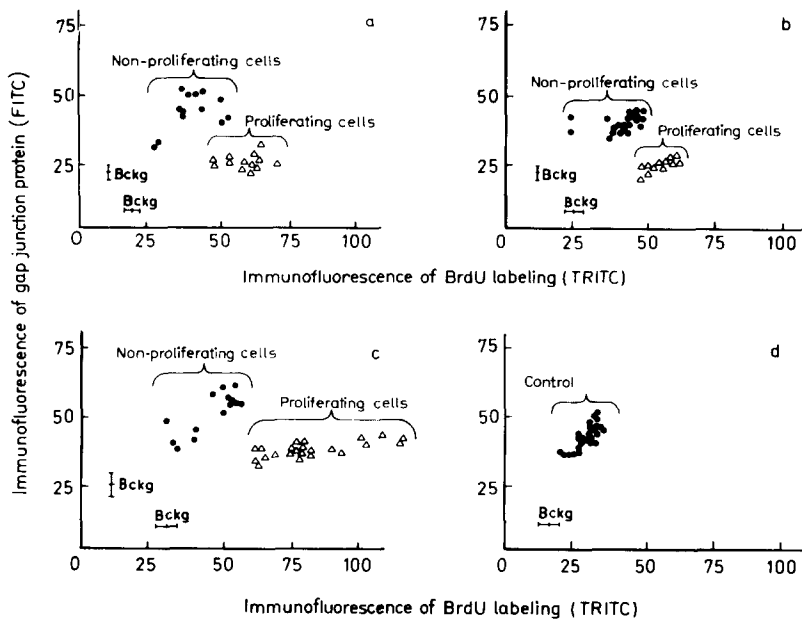 Immunofluorescence of gap junction protein (FITC)
a
75
50
25
0
Non-proliferating cells
Proliferating cells
Bckg
Bckg
25
50
75
100
b
75
50
25
0
Non-proliferating cells
Proliferating cells
Bckg
Bckg
25
50
75
100
Immunofluorescence of BrdU labeling (TRITC)
c
75
50
25
0
Non-proliferating cells
Proliferating cells
Bckg
Bckg
25
50
75
100
d
75
50
25
0
Control
Bckg
25
50
75
100
Immunofluorescence of BrdU labeling (TRITC)